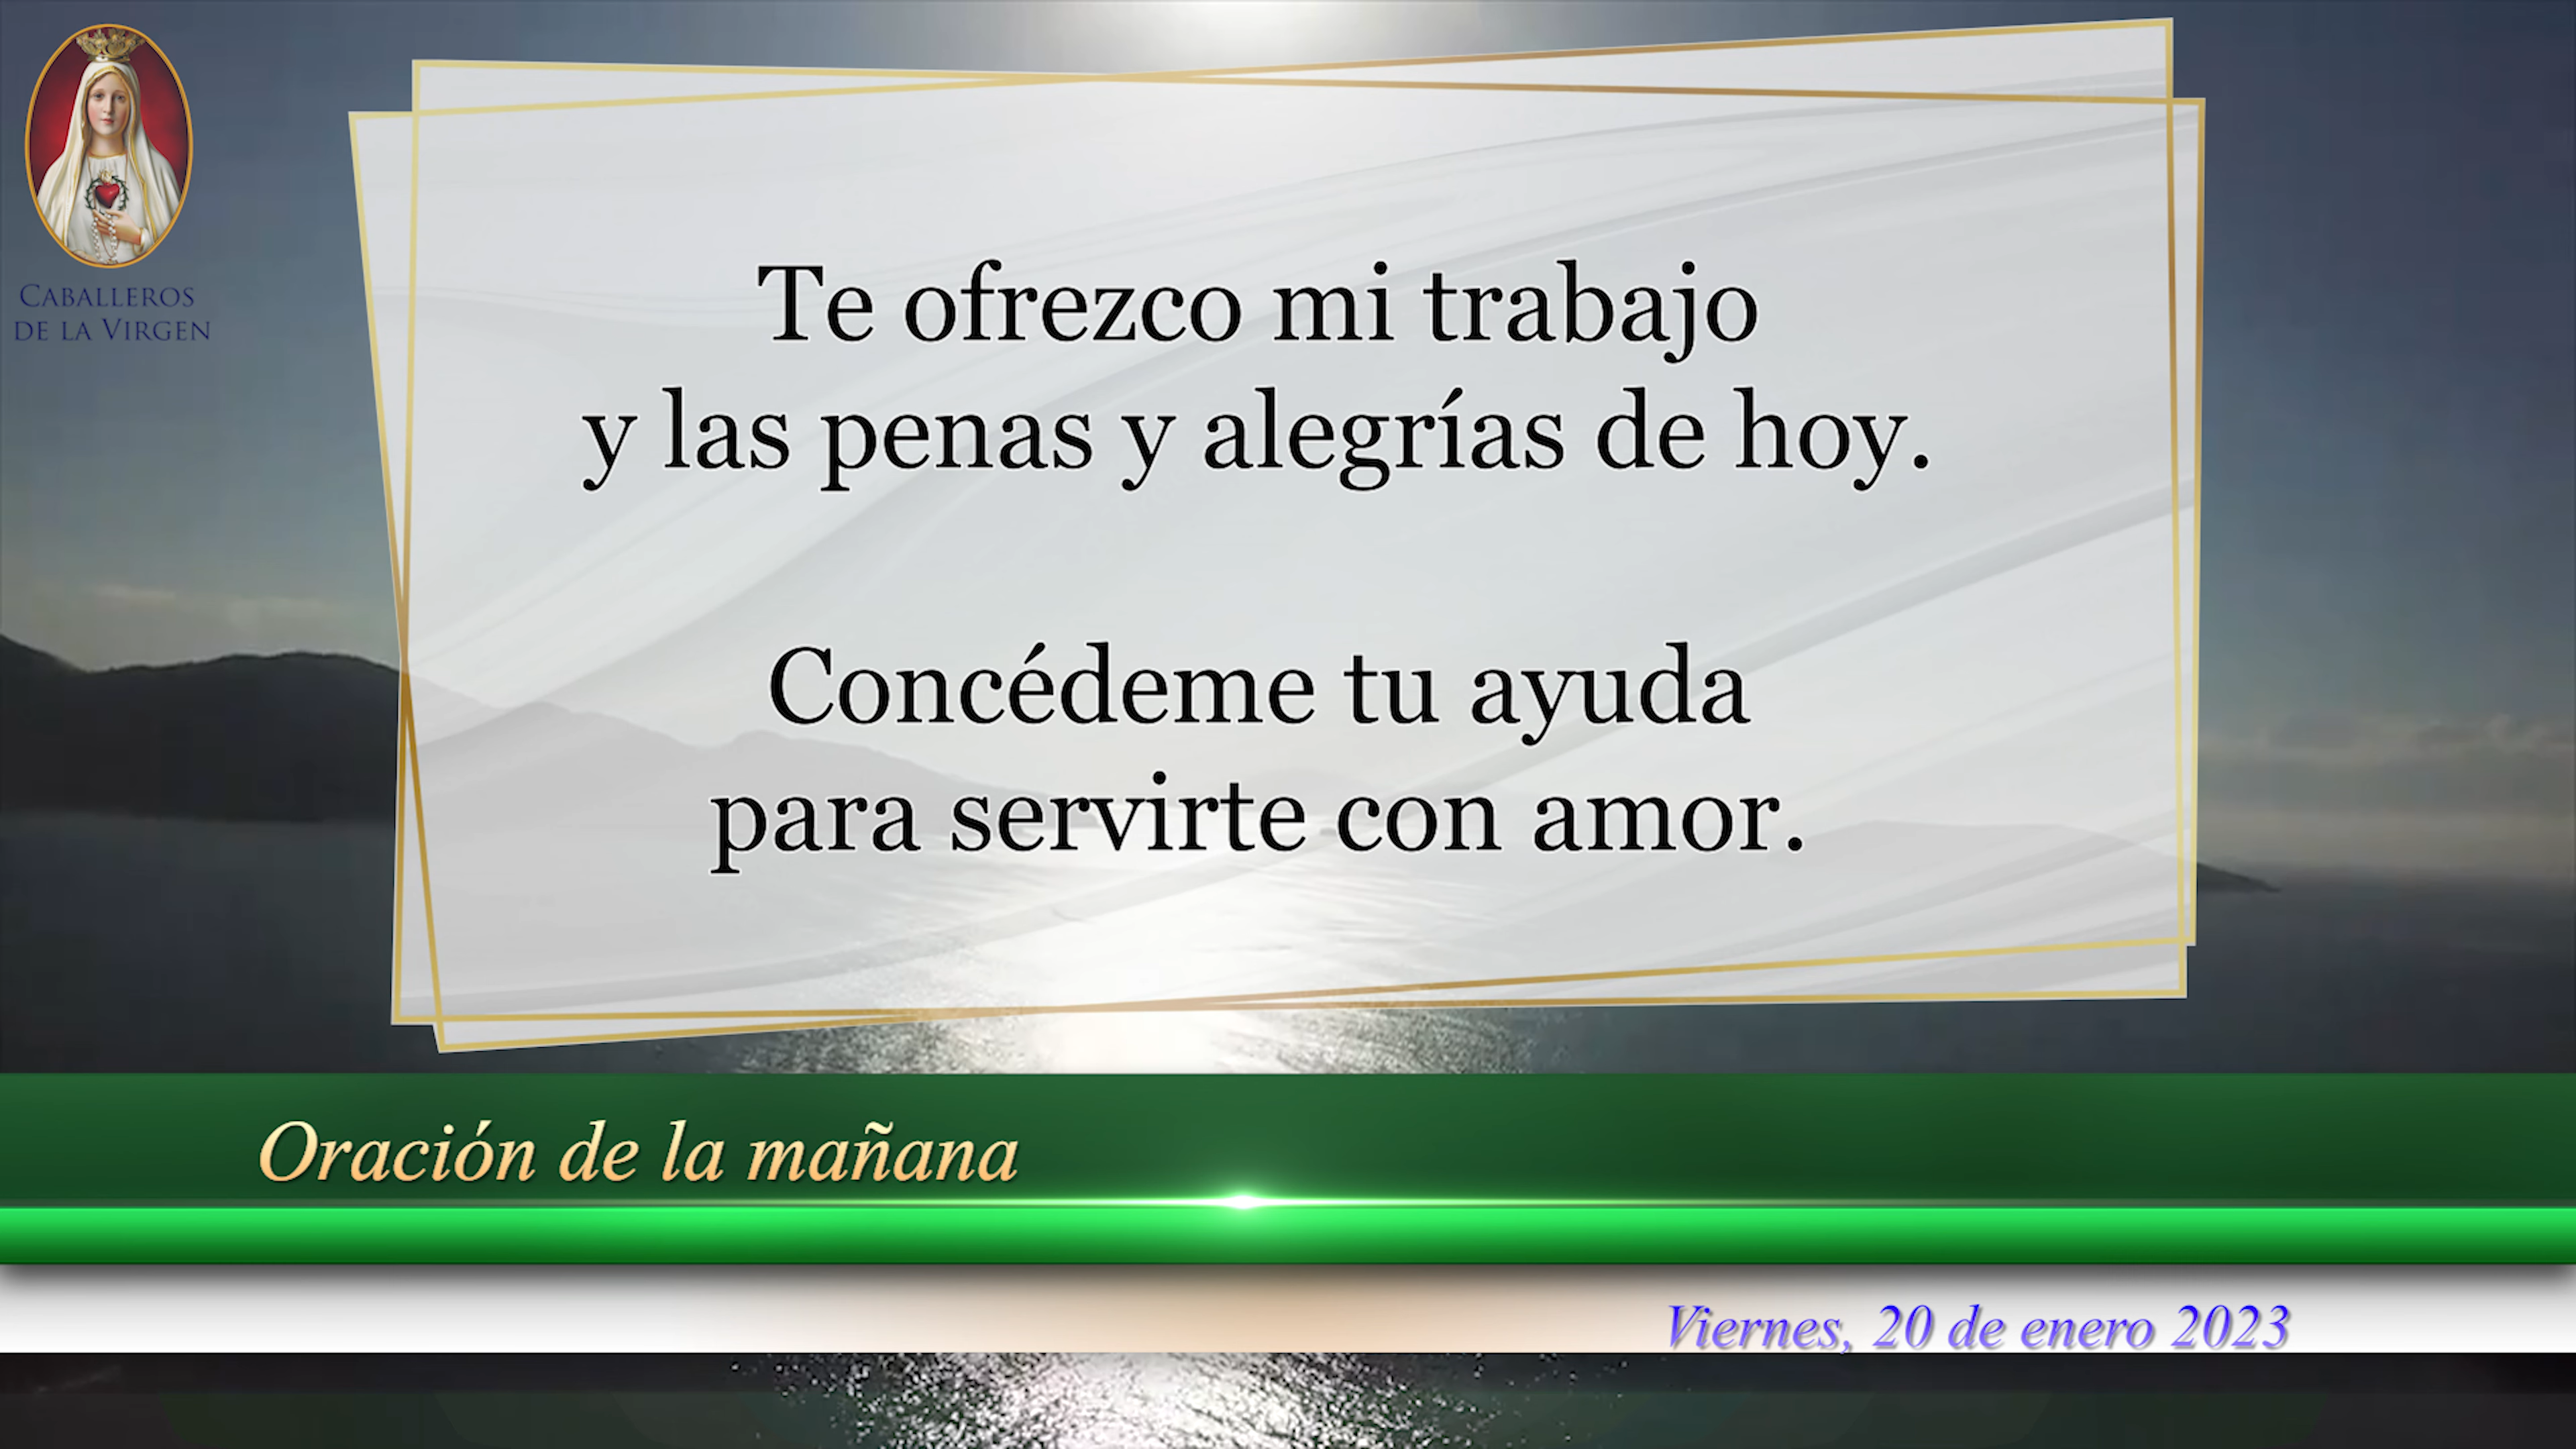 CABALLEROS
DE LA VIRGEN
Te ofrezco mi trabajo
y las penas y alegrías de hoy.
Concédeme tu ayuda
para servirte con amor.
Oración de la mañana
Viernes, 20 de enero 2023